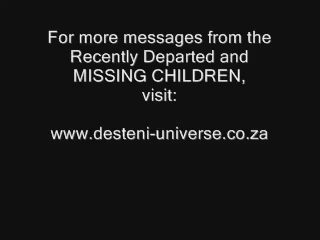 For more messages from the
Recently Departed and
MISSING CHILDREN,
visit:
www.desteni-universe.co.za